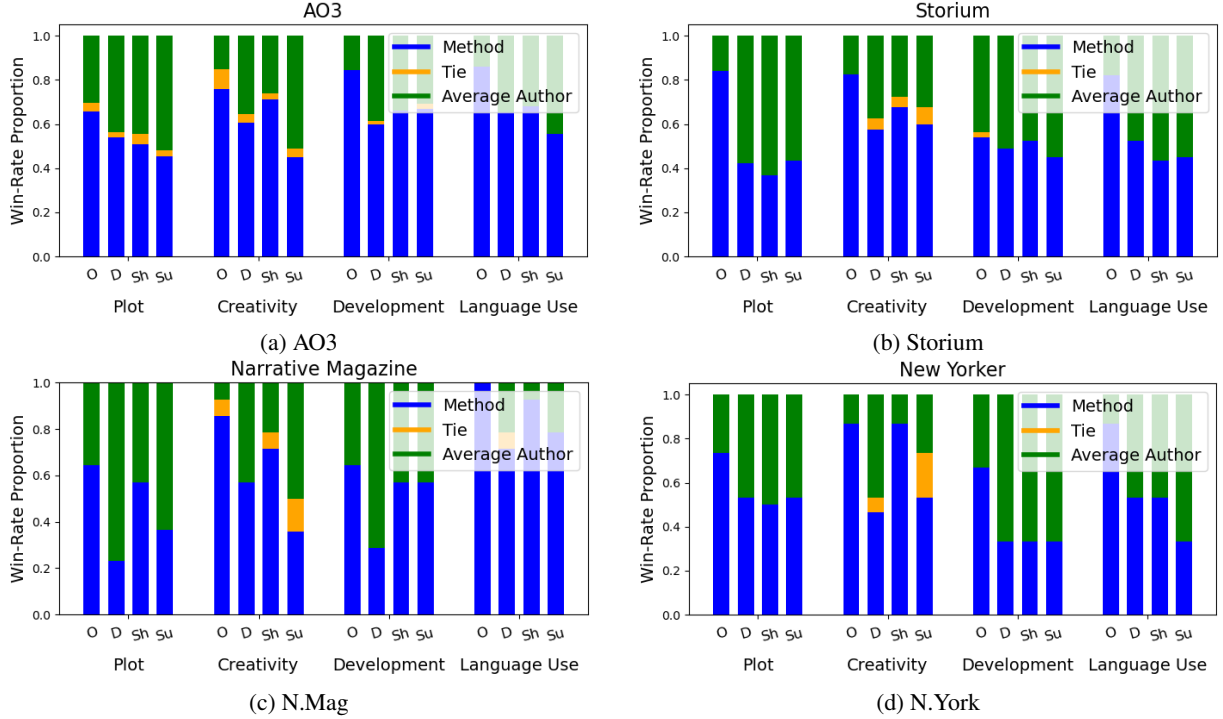 AO3
Win-Rate Proportion
1.0
0.8
0.6
0.4
0.2
0.0
Method
Tie
Average Author
O D Sh Su O D Sh Su O D Sh Su O D Sh Su
Plot Creativity Development Language Use
(a) AO3
Storium
Win-Rate Proportion
1.0
0.8
0.6
0.4
0.2
0.0
Method
Tie
Average Author
O D Sh Su O D Sh Su O D Sh Su O D Sh Su
Plot Creativity Development Language Use
(b) Storium
Narrative Magazine
Win-Rate Proportion
1.0
0.8
0.6
0.4
0.2
0.0
Method
Tie
Average Author
O D Sh Su O D Sh Su O D Sh Su O D Sh Su
Plot Creativity Development Language Use
(c) N.Mag
New Yorker
Win-Rate Proportion
1.0
0.8
0.6
0.4
0.2
0.0
Method
Tie
Average Author
O D Sh Su O D Sh Su O D Sh Su O D Sh Su
Plot Creativity Development Language Use
(d) N.York